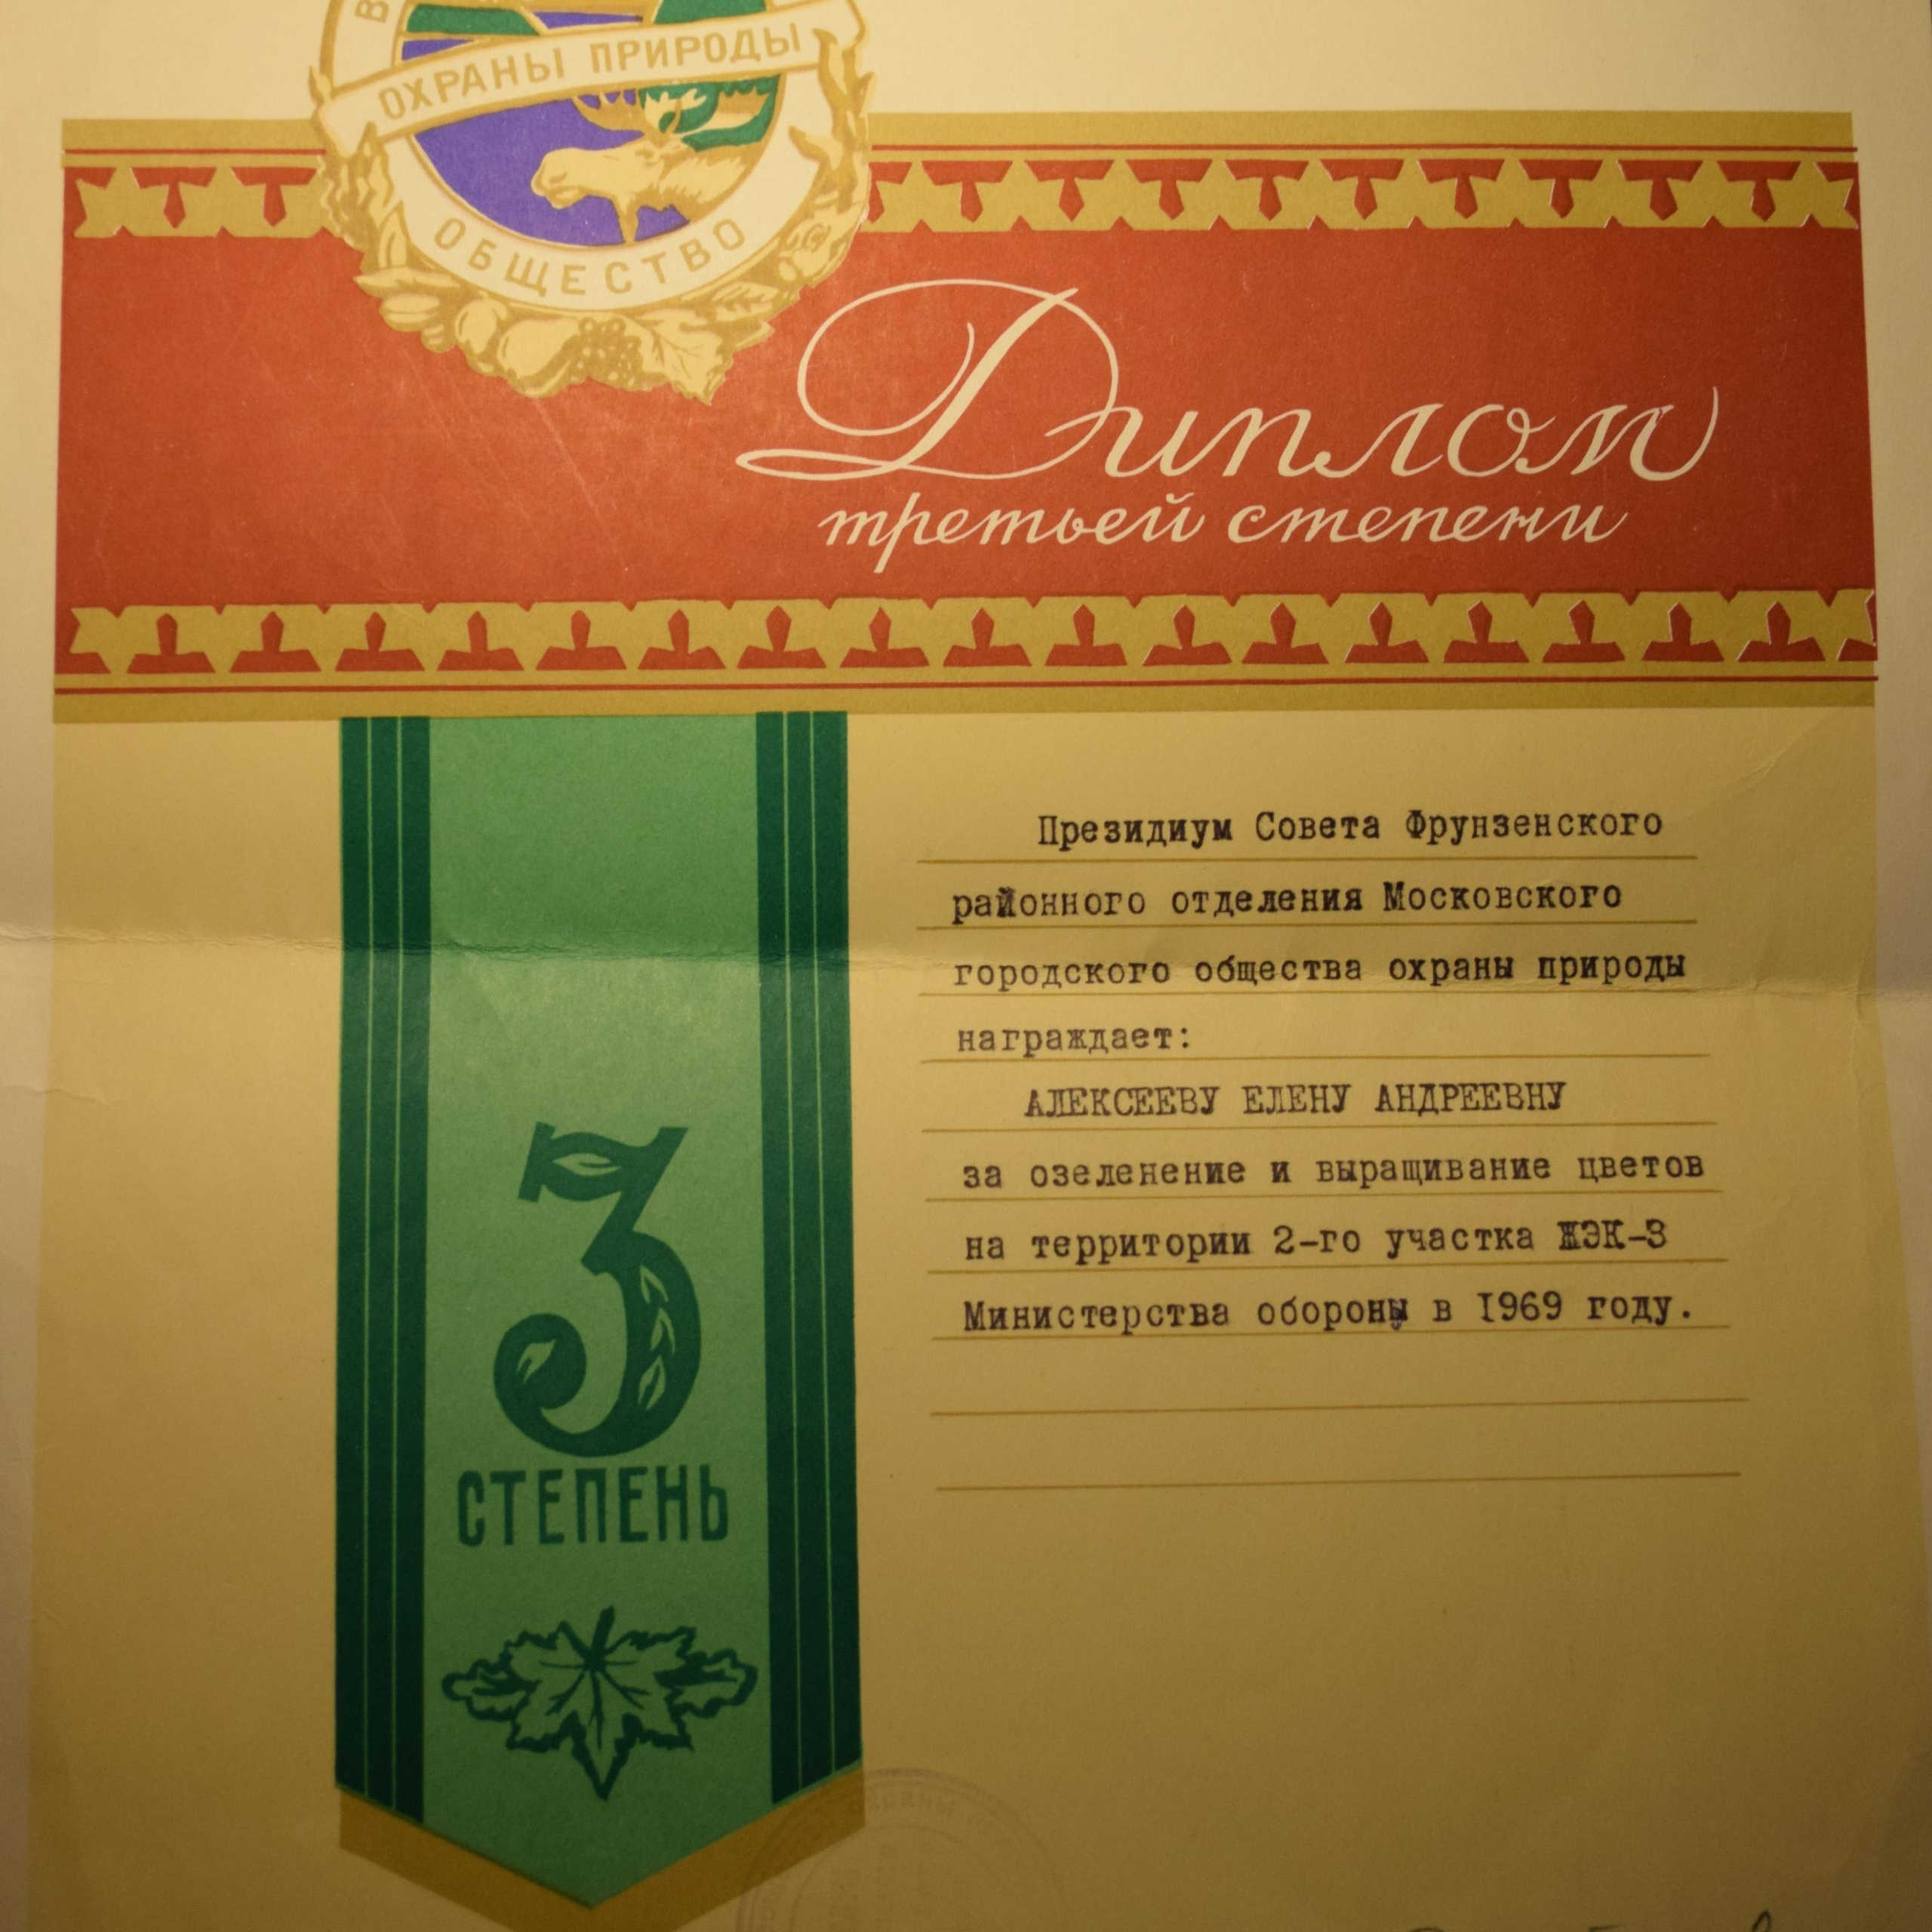 ОХРАНЫ ПРИРОДЫ
ОБЩЕСТВО
Диплом
третьей степени
Президиум Совета Фрунзенского
районного отделения Московского
городского общества охраны природы
награждает:
АЛЕКСЕЕВУ ЕЛЕНУ АНДРЕЕВНУ
за озеленение и выращивание цветов
на территории 2-го участка ЖЭК-3
Министерства обороны в 1969 году.
3
СТЕПЕНЬ